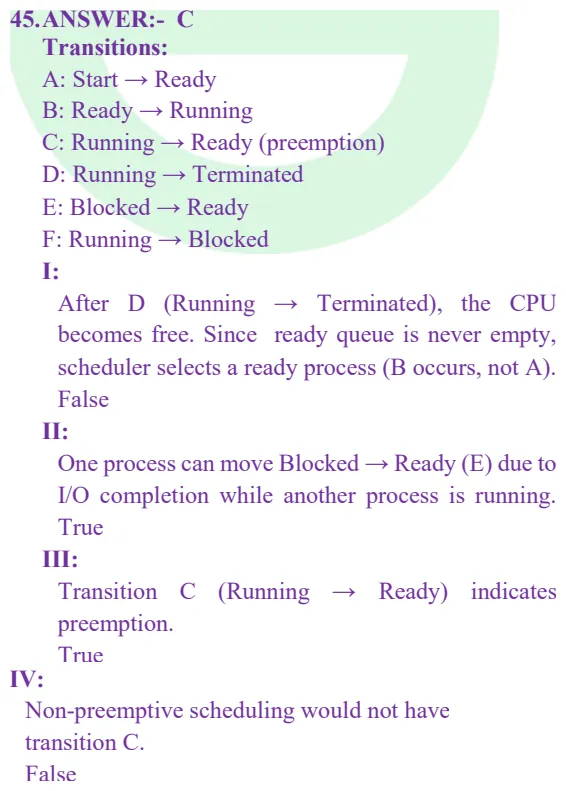 45.ANSWER:- C
Transitions:
A: Start → Ready
B: Ready → Running
C: Running → Ready (preemption)
D: Running → Terminated
E: Blocked → Ready
F: Running → Blocked
I:
After D (Running → Terminated), the CPU
becomes free. Since ready queue is never empty,
scheduler selects a ready process (B occurs, not A).
False
II:
One process can move Blocked → Ready (E) due to
I/O completion while another process is running.
True
III:
Transition C (Running → Ready) indicates
preemption.
True
IV:
Non-preemptive scheduling would not have
transition C.
False